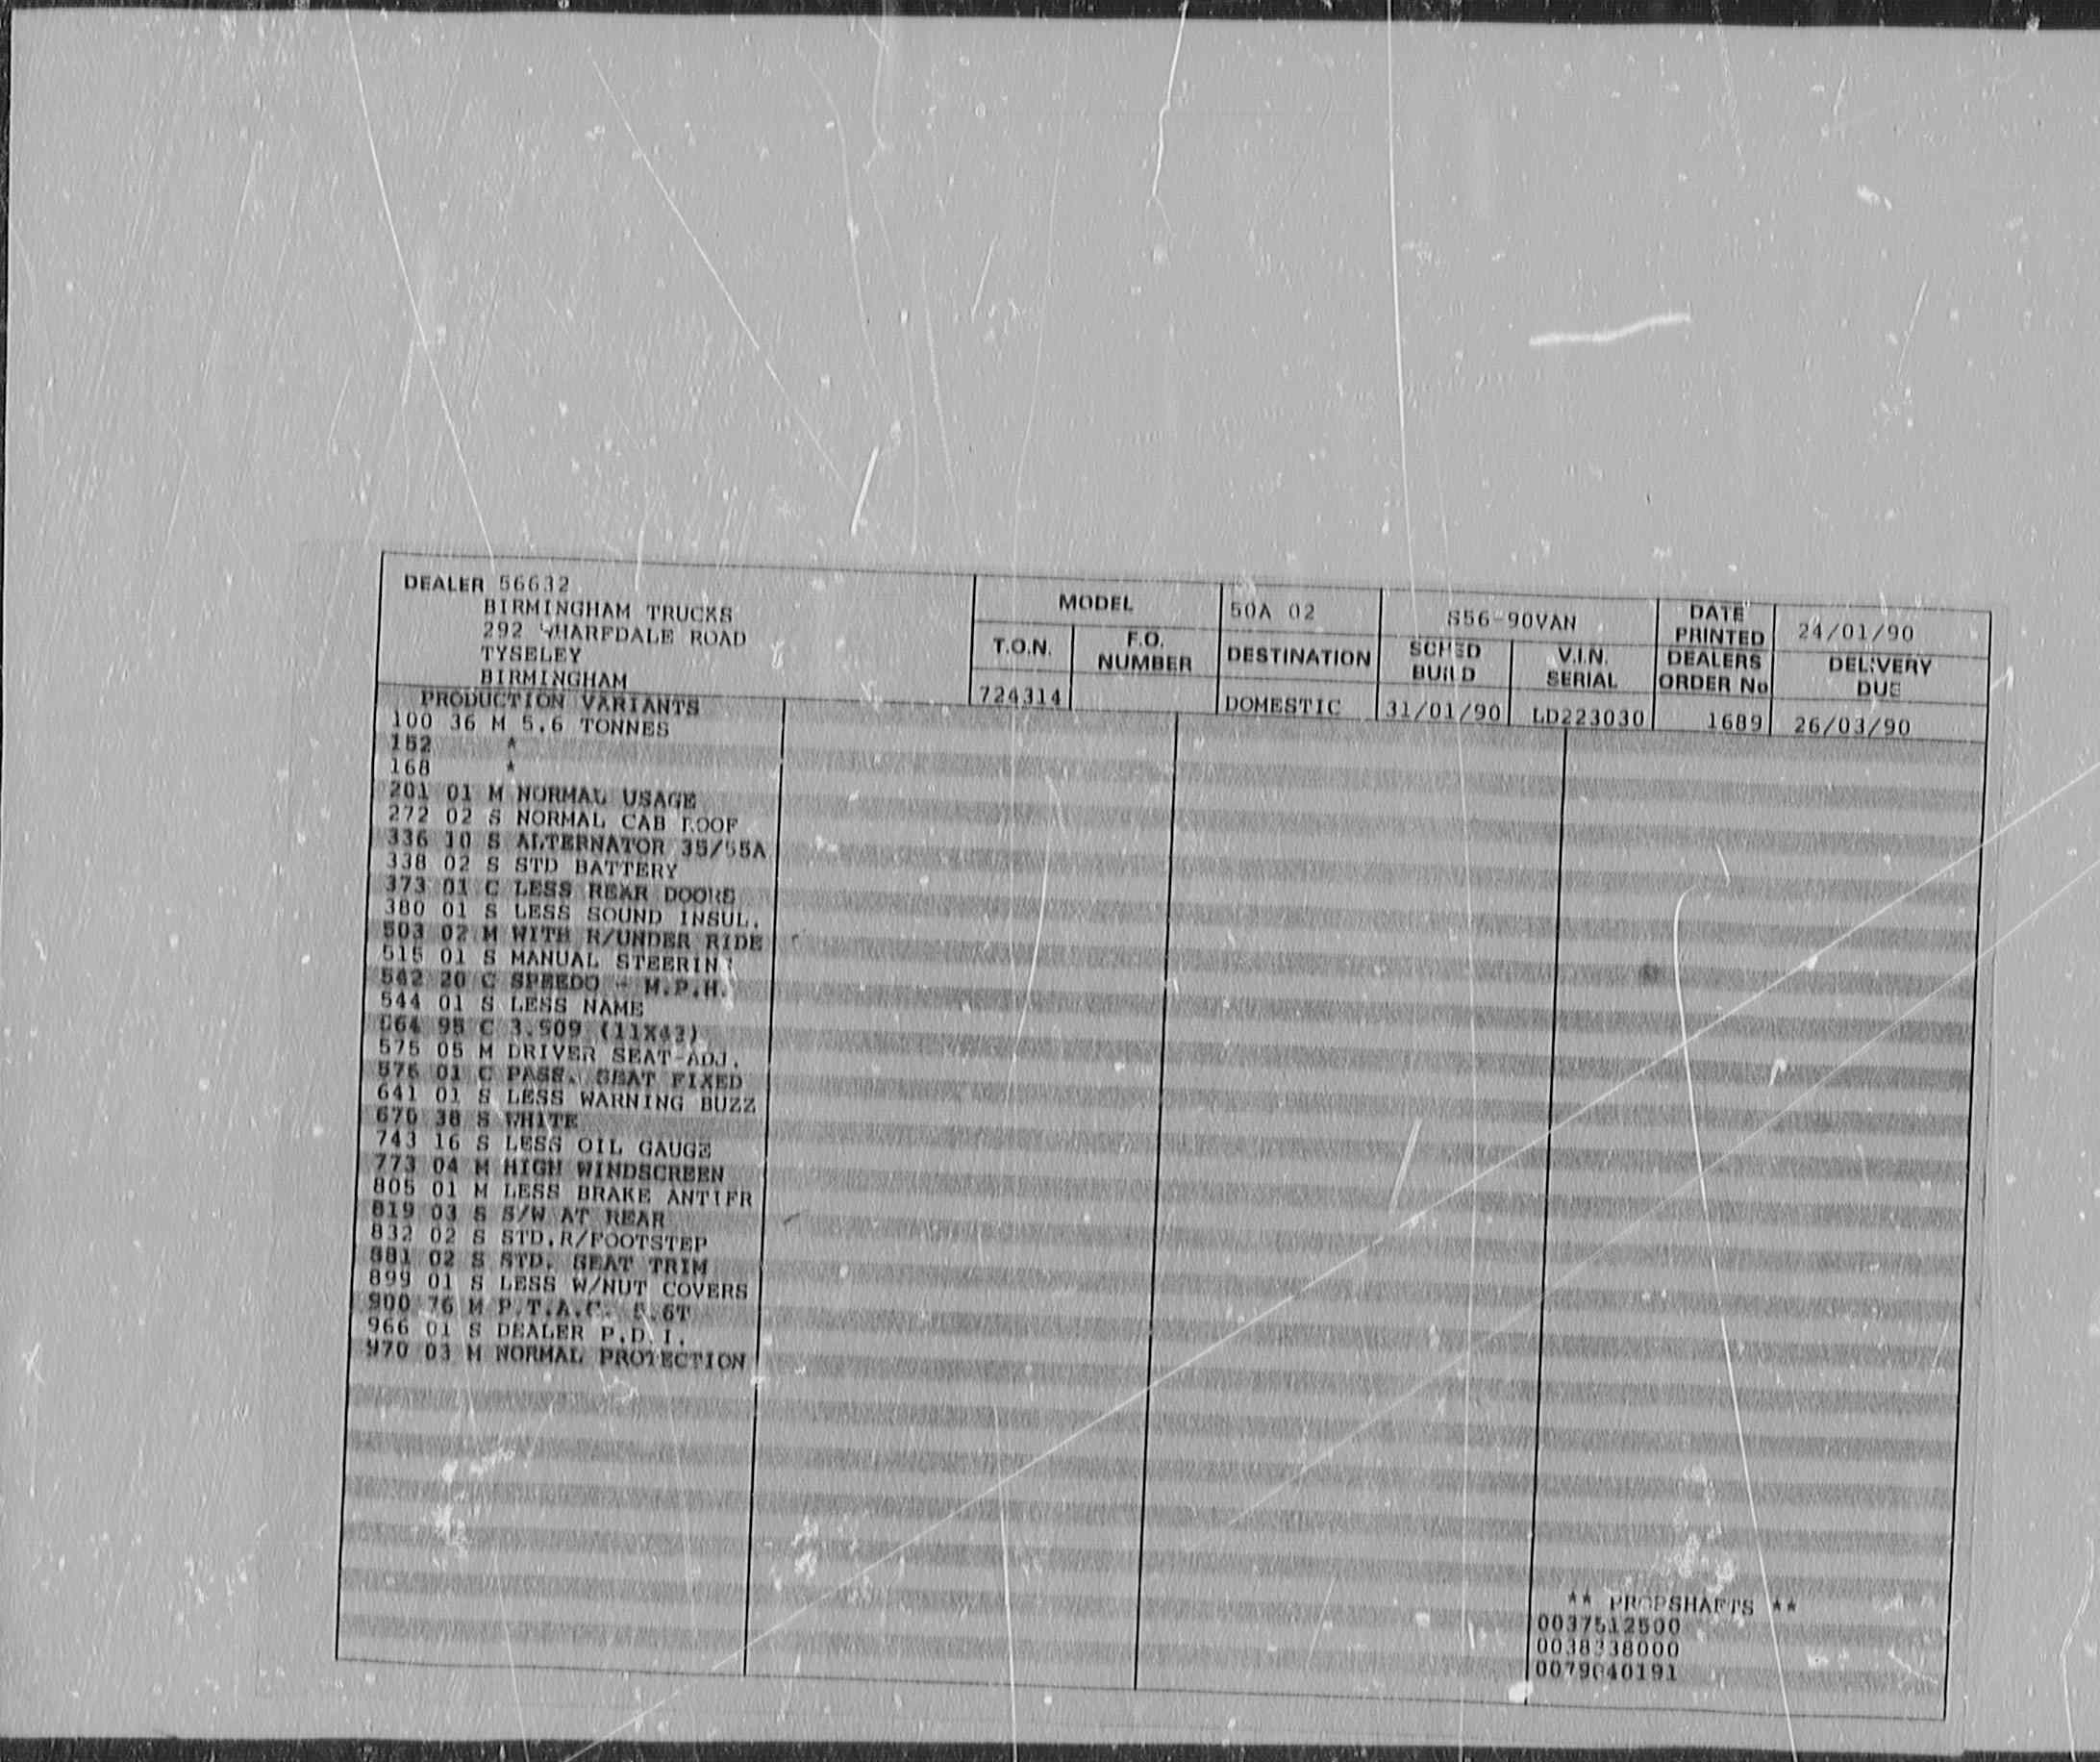 DEALER 56632
BIRMINGHAM TRUCKS
292 WHARFDALE ROAD
TYSELEY
BIRMINGHAM
MODEL 50A 02 S56-90VAN DATE PRINTED 24/01/90
T.O.N. F.O. NUMBER DESTINATION SCHED BUILD V.I.N. SERIAL DEALERS ORDER No DELIVERY DUE
724314 DOMESTIC 31/01/90 LD223030 1689 26/03/90
PRODUCTION VARIANTS
100 36 M 5.6 TONNES
152 *
168 *
201 01 M NORMAL USAGE
272 02 S NORMAL CAB ROOF
336 10 S ALTERNATOR 35/55A
338 02 S STD BATTERY
373 01 C LESS REAR DOORS
380 01 S LESS SOUND INSUL.
503 02 M WITH R/UNDER RIDE
515 01 S MANUAL STEERING
542 20 C SPEEDO - M.P.H.
544 01 S LESS NAME
564 95 C 3.909 (11X43)
575 05 M DRIVER SEAT-ADJ.
576 01 C PASS. SEAT FIXED
641 01 S LESS WARNING BUZZ
670 38 S WHITE
743 16 S LESS OIL GAUGE
773 04 M HIGH WINDSCREEN
805 01 M LESS BRAKE ANTIFR
819 03 S S/W AT REAR
832 02 S STD.R/FOOTSTEP
881 02 S STD. SEAT TRIM
899 01 S LESS W/NUT COVERS
900 76 M P.T.A.C. 5.6T
966 01 S DEALER P.D.I.
970 03 M NORMAL PROTECTION
** PROPSHAFTS **
0037512500
0038338000
0079040191